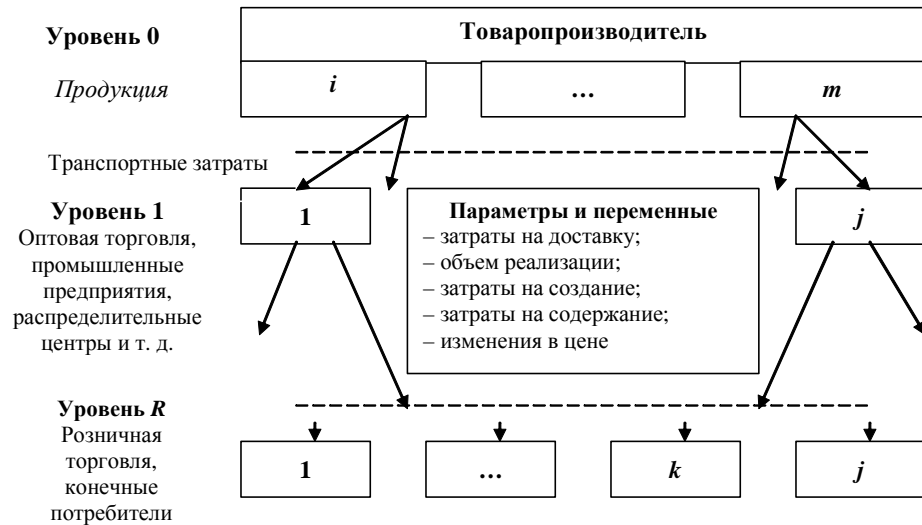 Уровень 0
Товаропроизводитель
Продукция
i
...
m
Транспортные затраты
Уровень 1
Оптовая торговля,
промышленные
предприятия,
распределительные
центры и т. д.
1
Параметры и переменные
– затраты на доставку;
– объем реализации;
– затраты на создание;
– затраты на содержание;
– изменения в цене
j
Уровень R
Розничная
торговля,
конечные
потребители
1
...
k
j